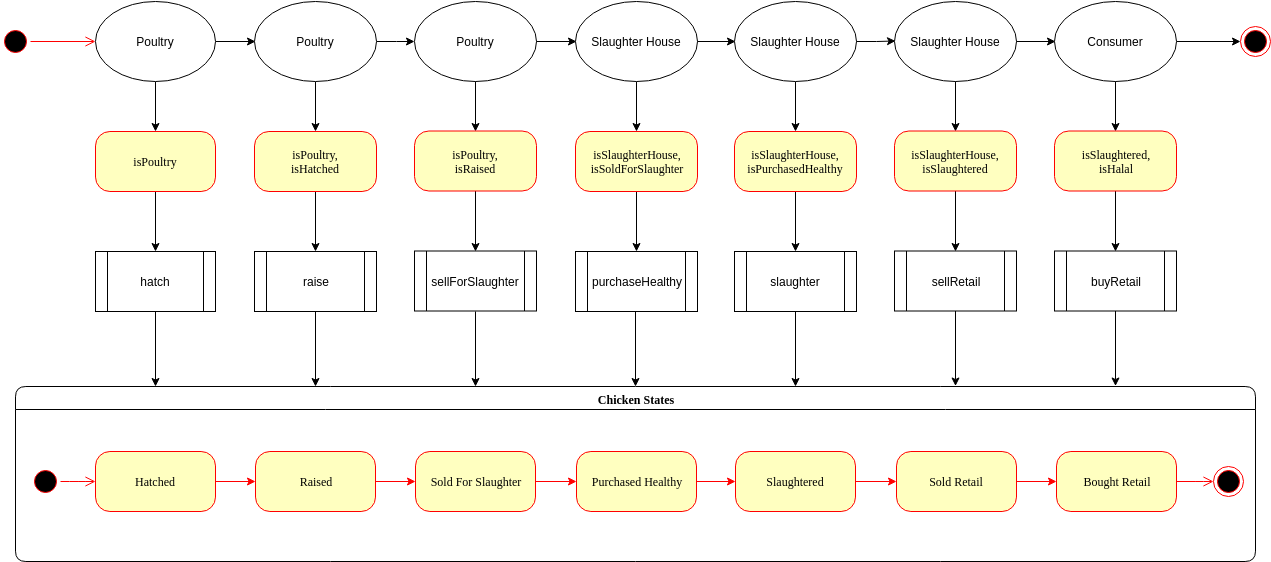 Poultry
Poultry
Poultry
Slaughter House
Slaughter House
Slaughter House
Consumer
isPoultry
isPoultry,
isHatched
isPoultry,
isRaised
isSlaughterHouse,
isSoldForSlaughter
isSlaughterHouse,
isPurchasedHealthy
isSlaughterHouse,
isSlaughtered
isSlaughtered,
isHalal
hatch
raise
sellForSlaughter
purchaseHealthy
slaughter
sellRetail
buyRetail
Chicken States
Hatched
Raised
Sold For Slaughter
Purchased Healthy
Slaughtered
Sold Retail
Bought Retail